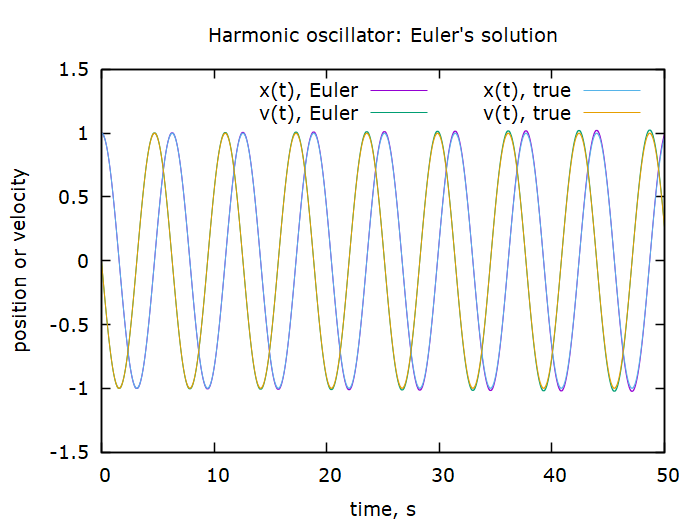 Harmonic oscillator: Euler's solution
1.5
x(t), Euler x(t), true
v(t), Euler v(t), true
1
0.5
0
-0.5
-1
-1.5
position or velocity
0 10 20 30 40 50
time, s